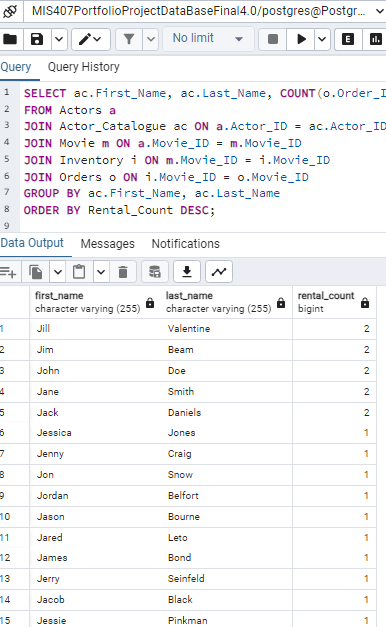 MIS407PortfolioProjectDataBaseFinal4.0/postgres@Postgr...
No limit
E
Query Query History
1 SELECT ac.First_Name, ac.Last_Name, COUNT(o.Order_I
2 FROM Actors a
3 JOIN Actor_Catalogue ac ON a.Actor_ID = ac.Actor_ID
4 JOIN Movie m ON a.Movie_ID = m.Movie_ID
5 JOIN Inventory i ON m.Movie_ID = i.Movie_ID
6 JOIN Orders o ON i.Movie_ID = o.Movie_ID
7 GROUP BY ac.First_Name, ac.Last_Name
8 ORDER BY Rental_Count DESC;
9
Data Output Messages Notifications
first_name last_name rental_count
character varying (255) character varying (255) bigint
1 Jill Valentine 2
2 Jim Beam 2
3 John Doe 2
4 Jane Smith 2
5 Jack Daniels 2
6 Jessica Jones 1
7 Jenny Craig 1
8 Jon Snow 1
9 Jordan Belfort 1
10 Jason Bourne 1
11 Jared Leto 1
12 James Bond 1
13 Jerry Seinfeld 1
14 Jacob Black 1
15 Jessie Pinkman 1